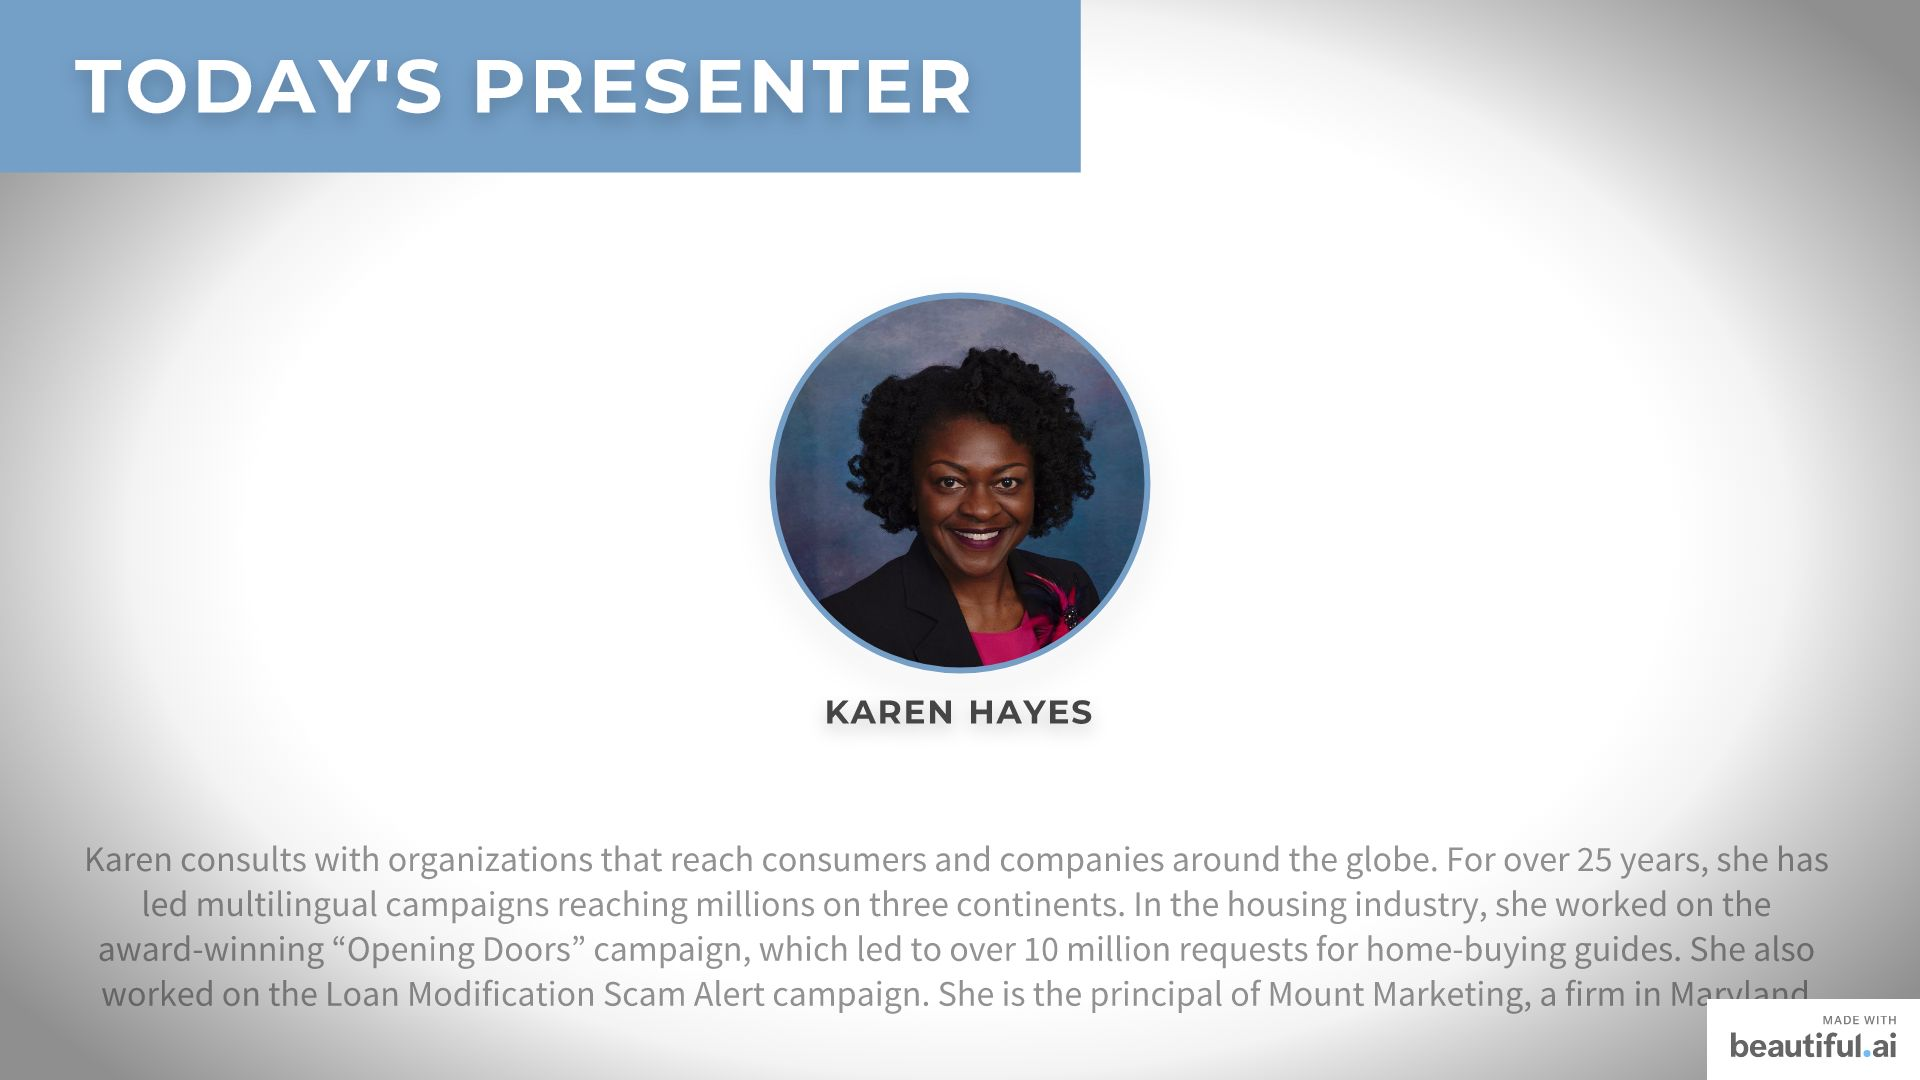 TODAY'S PRESENTER
KAREN HAYES
Karen consults with organizations that reach consumers and companies around the globe. For over 25 years, she has
led multilingual campaigns reaching millions on three continents. In the housing industry, she worked on the
award-winning “Opening Doors” campaign, which led to over 10 million requests for home-buying guides. She also
worked on the Loan Modification Scam Alert campaign. She is the principal of Mount Marketing, a firm in Maryland
MADE WITH
beautiful.ai